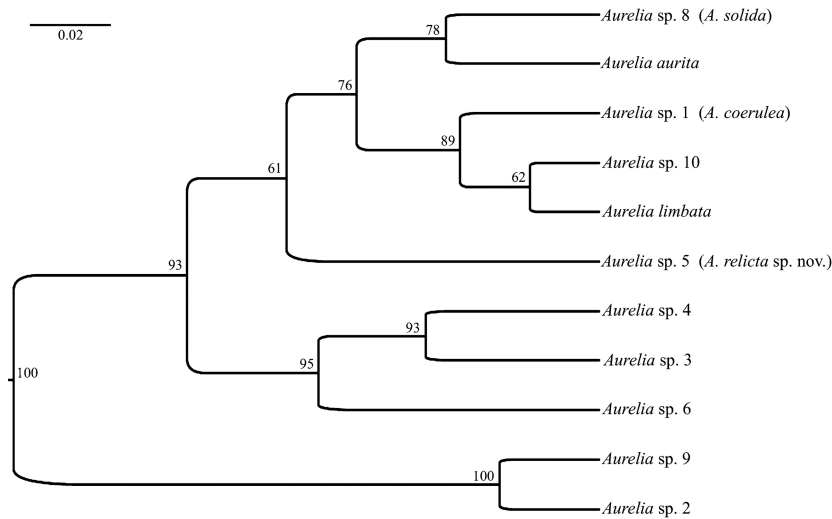 78
Aurelia sp. 8 (A. solida)
0.02
Aurelia aurita
76
Aurelia sp. 1 (A. coerulea)
89
Aurelia sp. 10
61
62
Aurelia limbata
93
Aurelia sp. 5 (A. relicta sp. nov.)
Aurelia sp. 4
93
95
Aurelia sp. 3
100
Aurelia sp. 6
Aurelia sp. 9
100
Aurelia sp. 2